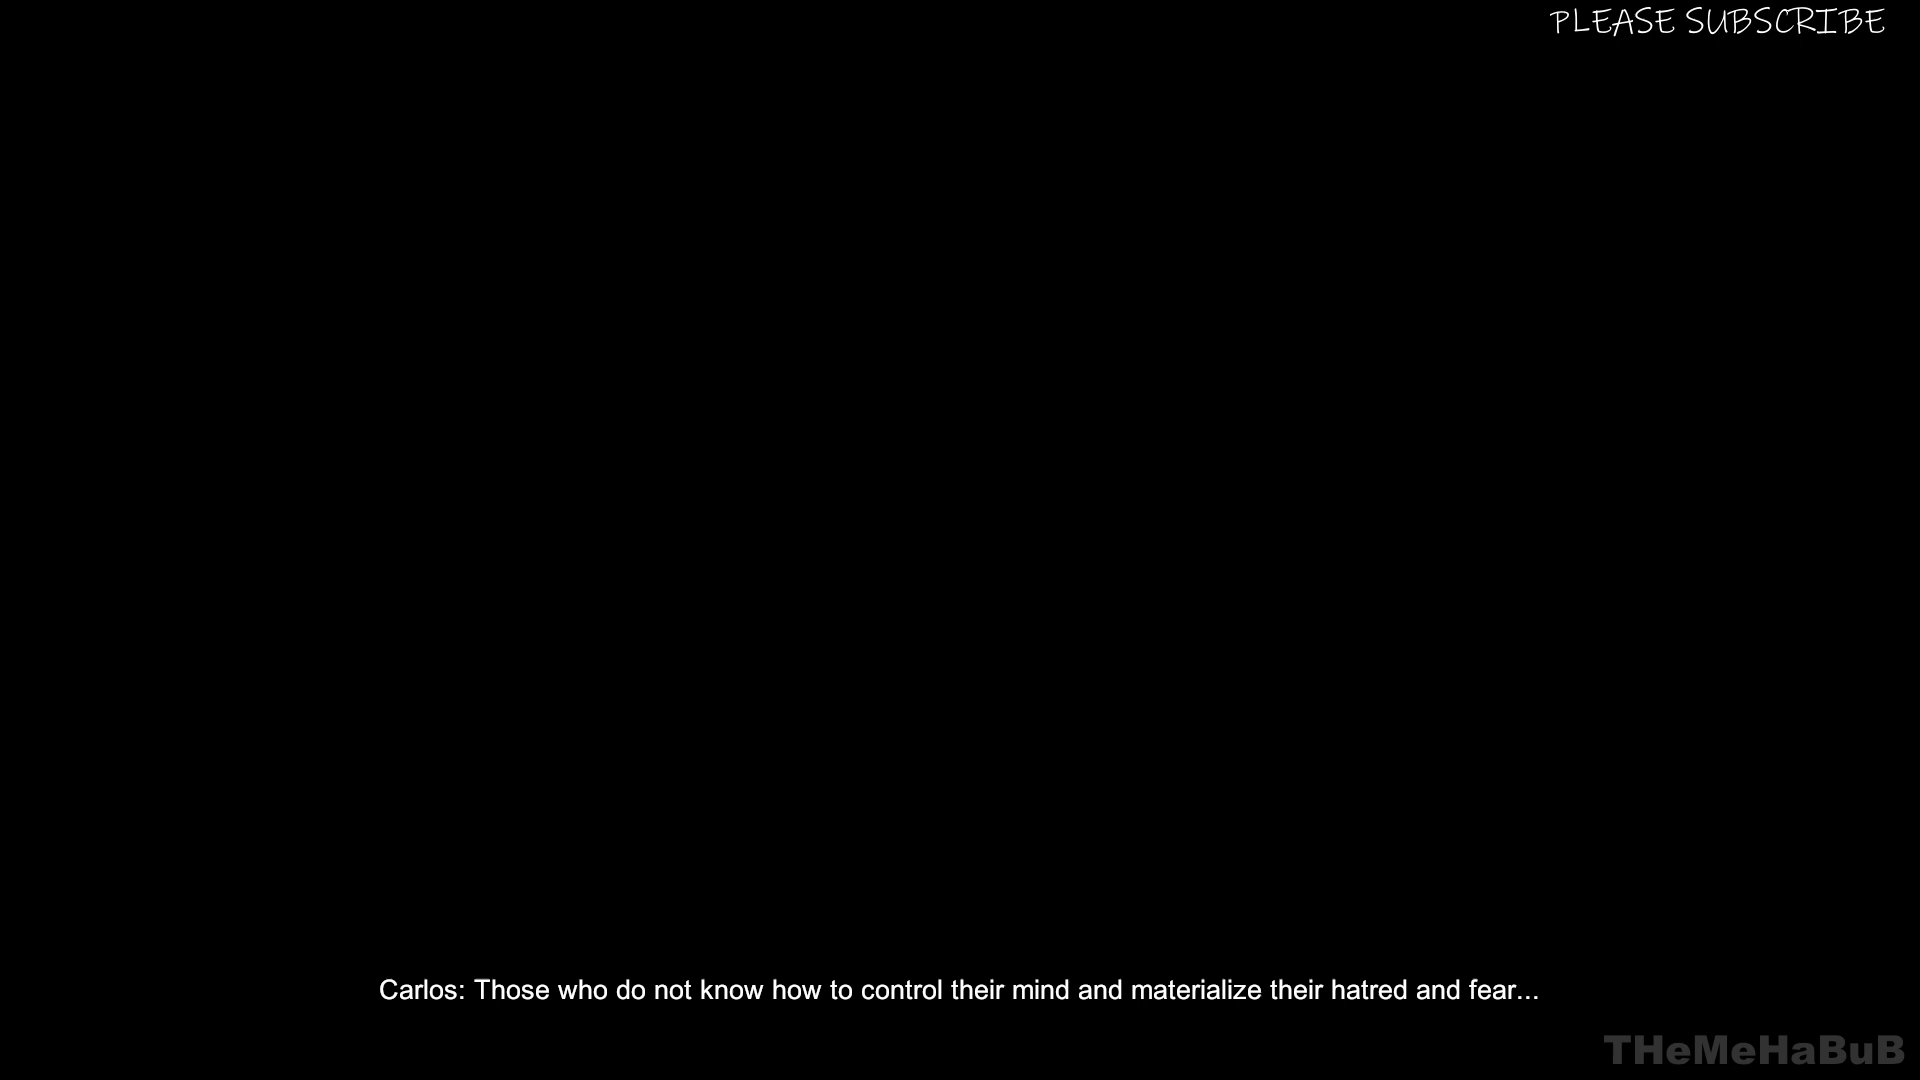 PLEASE SUBSCRIBE
Carlos: Those who do not know how to control their mind and materialize their hatred and fear...
THeMeHaBuB